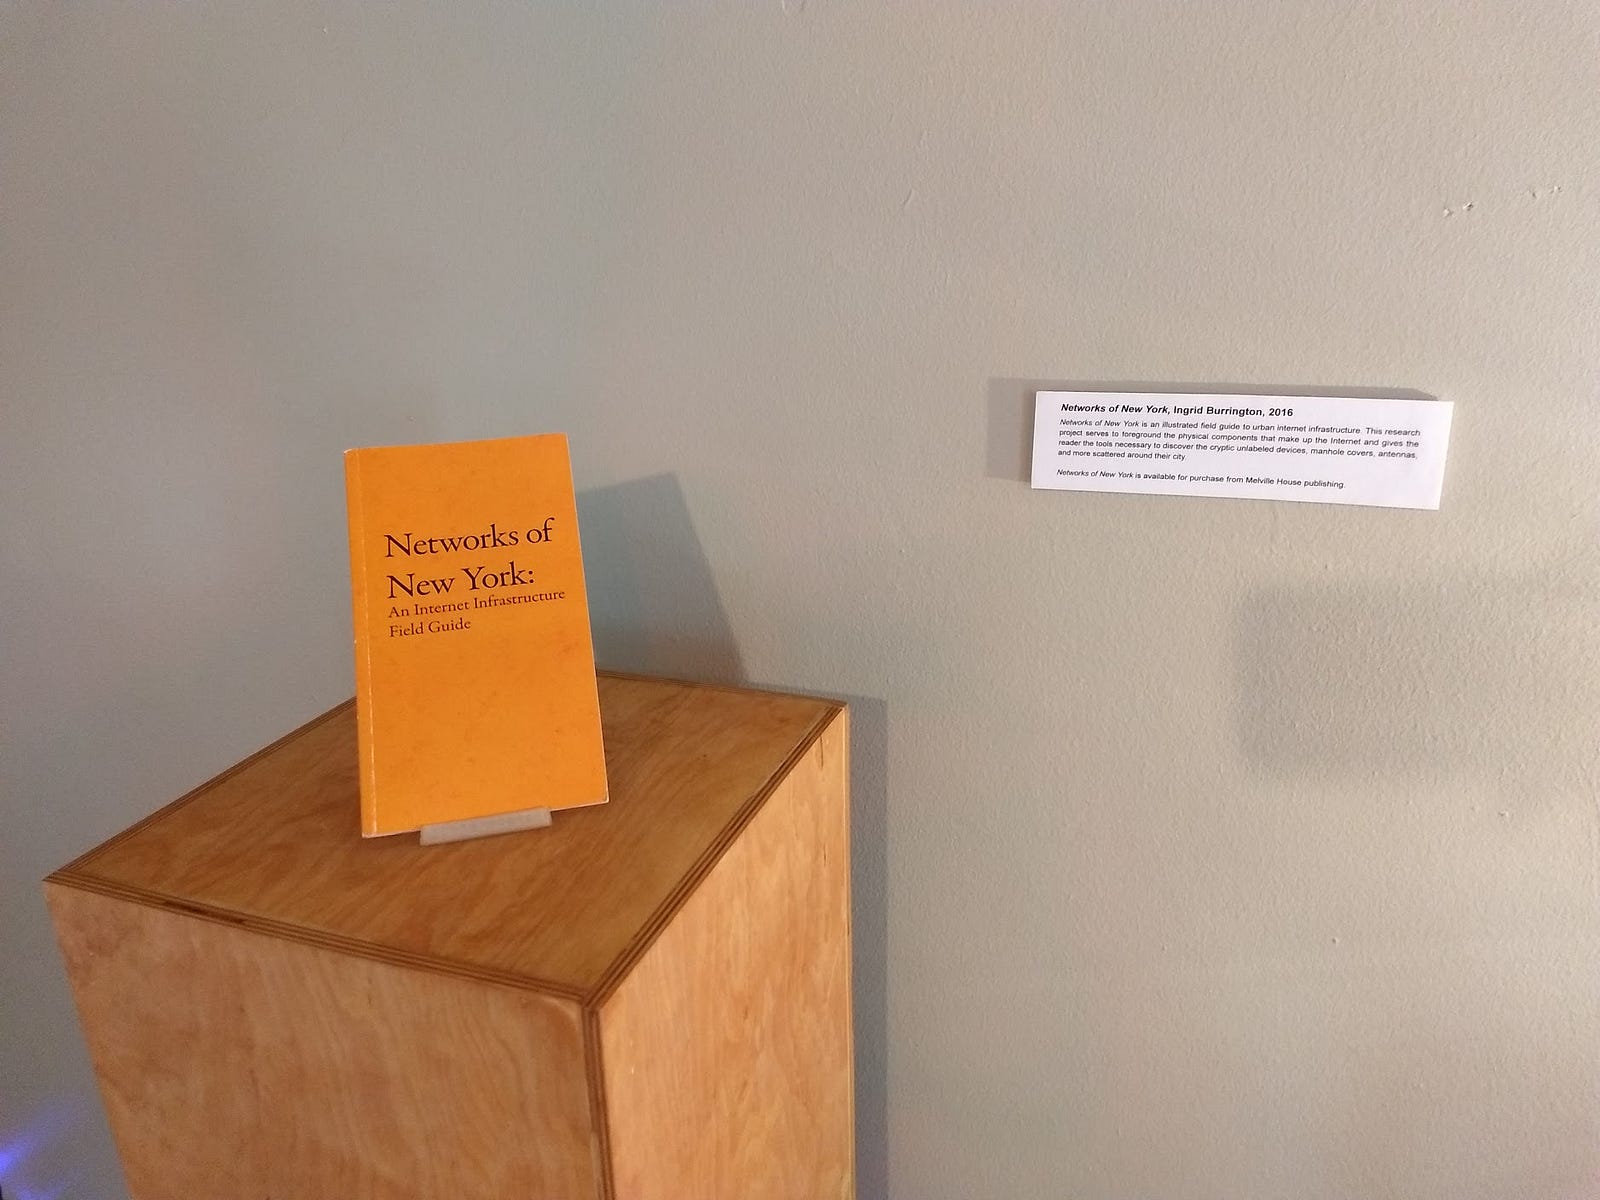 Networks of
New York:
An Internet Infrastructure
Field Guide
Networks of New York, Ingrid Burrington, 2016
Networks of New York is an illustrated field guide to urban internet infrastructure. This research
project serves to foreground the physical components that make up the Internet and gives the
reader the tools necessary to discover the cryptic unlabeled devices, manhole covers, antennas,
and more scattered around their city.
Networks of New York is available for purchase from Melville House publishing.